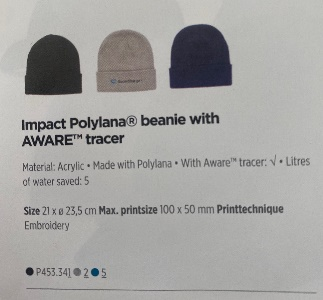 Impact Polylana® beanie with
AWARE™ tracer
Material: Acrylic • Made with Polylana • With Aware™ tracer: √ • Litres
of water saved: 5
Size 21 x ø 23,5 cm Max. printsize 100 x 50 mm Printtechnique
Embroidery
P453.341 2 5